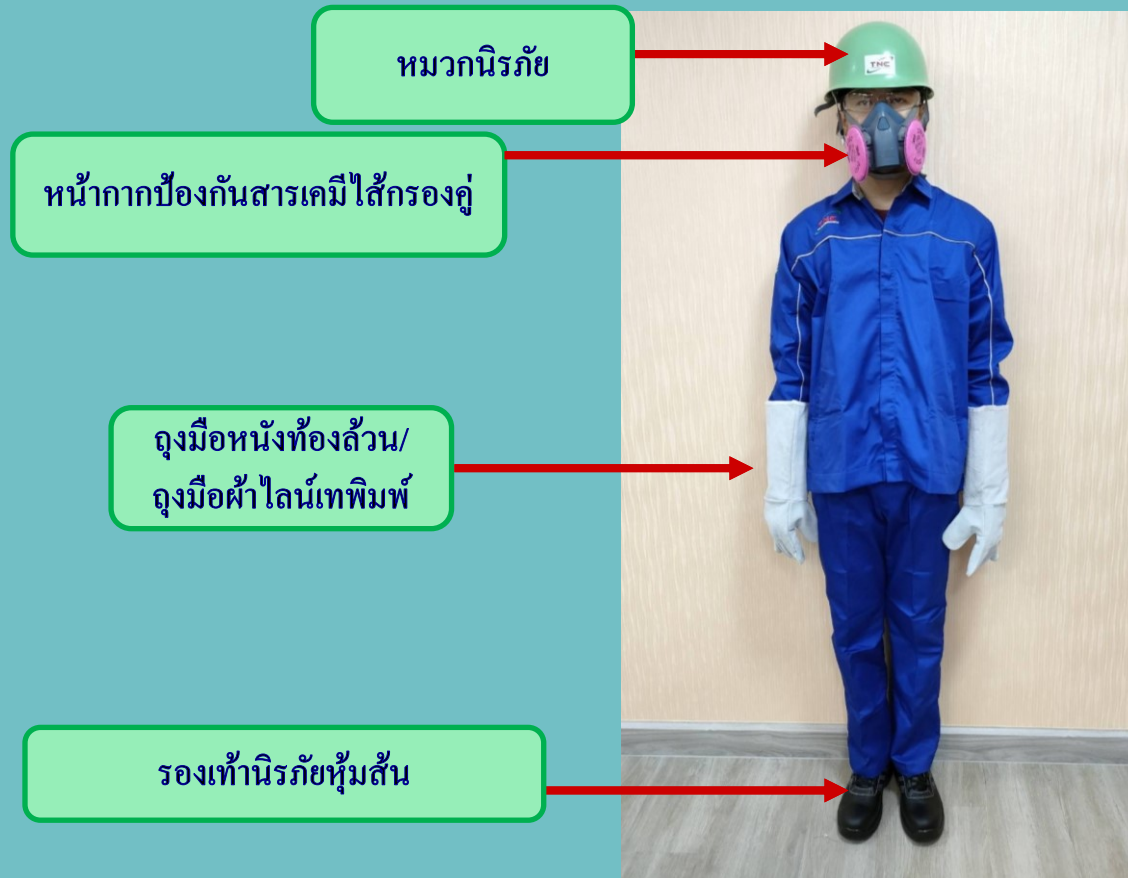 หมวกนิรภัย
TNC
หน้ากากป้องกันสารเคมีไส้กรองคู่
ถุงมือหนังท้องล้วน/
ถุงมือผ้าไลน์เทพิมพ์
รองเท้านิรภัยหุ้มส้น